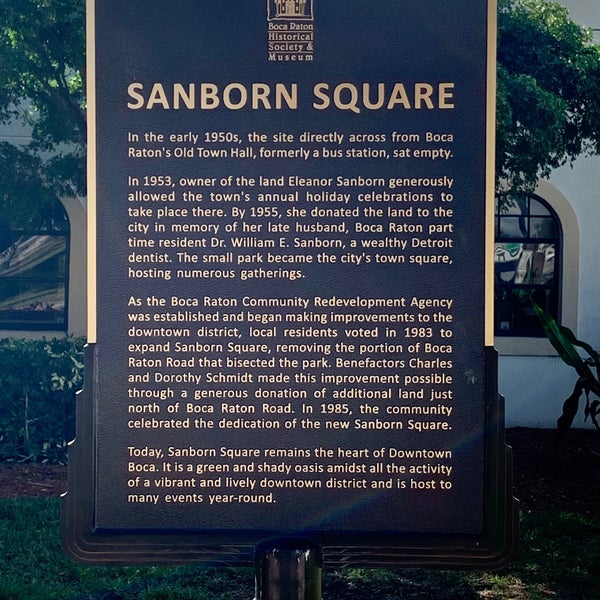 Boca Raton
Historical
Society &
Museum
SANBORN SQUARE
In the early 1950s, the site directly across from Boca
Raton's Old Town Hall, formerly a bus station, sat empty.
In 1953, owner of the land Eleanor Sanborn generously
allowed the town's annual holiday celebrations to
take place there. By 1955, she donated the land to the
city in memory of her late husband, Boca Raton part
time resident Dr. William E. Sanborn, a wealthy Detroit
dentist. The small park became the city's town square,
hosting numerous gatherings.
As the Boca Raton Community Redevelopment Agency
was established and began making improvements to the
downtown district, local residents voted in 1983 to
expand Sanborn Square, removing the portion of Boca
Raton Road that bisected the park. Benefactors Charles
and Dorothy Schmidt made this improvement possible
through a generous donation of additional land just
north of Boca Raton Road. In 1985, the community
celebrated the dedication of the new Sanborn Square.
Today, Sanborn Square remains the heart of Downtown
Boca. It is a green and shady oasis amidst all the activity
of a vibrant and lively downtown district and is host to
many events year-round.